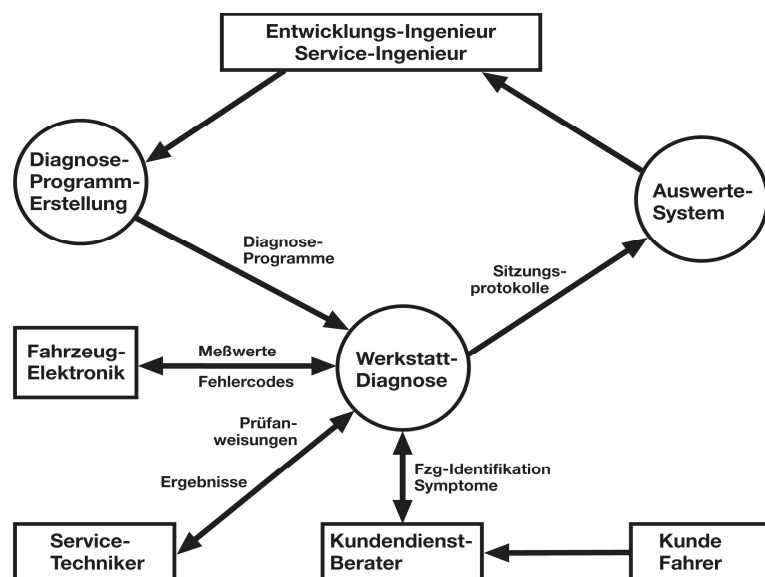 Entwicklungs-Ingenieur
Service-Ingenieur
Diagnose-
Programm-
Erstellung
Auswerte-
System
Diagnose-
Programme
Sitzungs-
protokolle
Fahrzeug-
Elektronik
Meßwerte
Fehlercodes
Werkstatt-
Diagnose
Prüfan-
weisungen
Ergebnisse
Fzg-Identifikation
Symptome
Service-
Techniker
Kundendienst-
Berater
Kunde
Fahrer